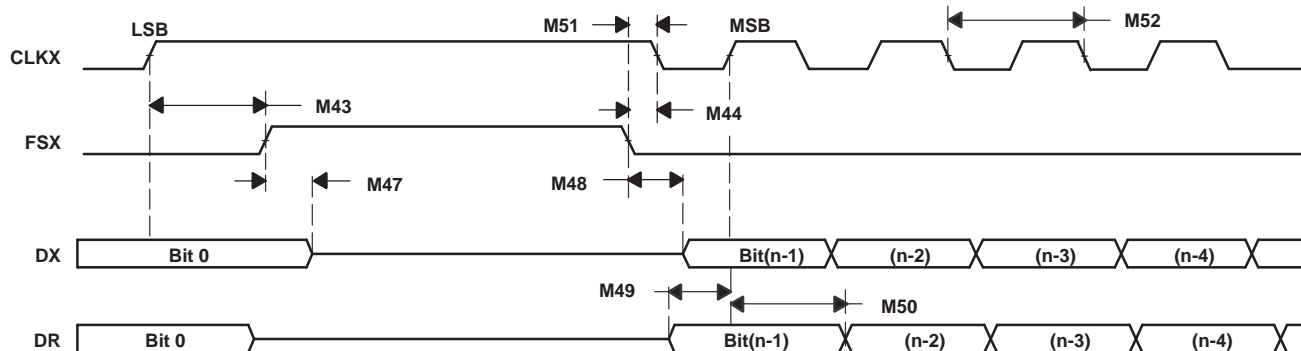 LSB M51 MSB M52
CLKX
M43 M44
FSX
M47 M48
DX Bit 0 Bit(n-1) (n-2) (n-3) (n-4)
M49 M50
DR Bit 0 Bit(n-1) (n-2) (n-3) (n-4)